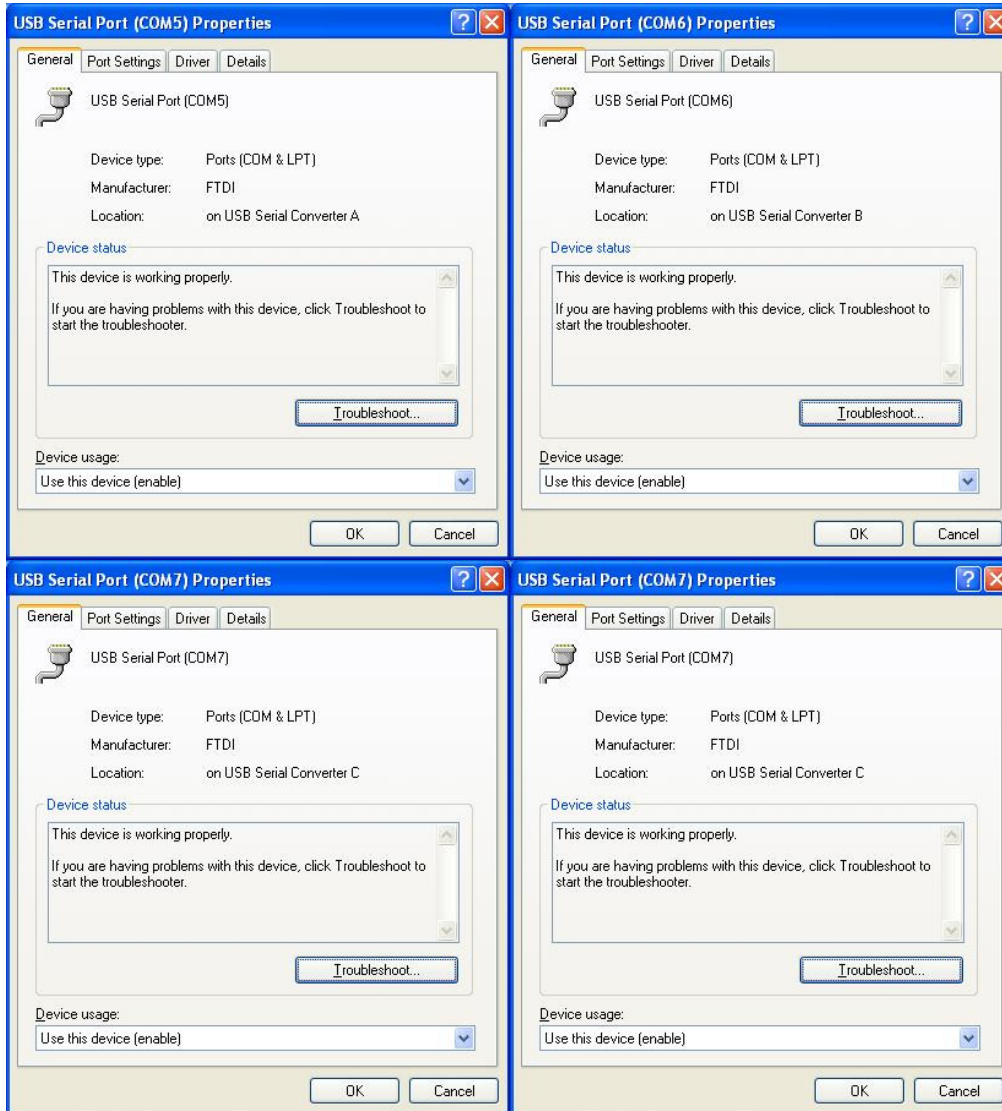 USB Serial Port (COM5) Properties
General Port Settings Driver Details
USB Serial Port (COM5)
Device type: Ports (COM & LPT)
Manufacturer: FTDI
Location: on USB Serial Converter A
Device status
This device is working properly.
If you are having problems with this device, click Troubleshoot to
start the troubleshooter.
Troubleshoot...
Device usage:
Use this device (enable)
OK Cancel
USB Serial Port (COM6) Properties
General Port Settings Driver Details
USB Serial Port (COM6)
Device type: Ports (COM & LPT)
Manufacturer: FTDI
Location: on USB Serial Converter B
Device status
This device is working properly.
If you are having problems with this device, click Troubleshoot to
start the troubleshooter.
Troubleshoot...
Device usage:
Use this device (enable)
OK Cancel
USB Serial Port (COM7) Properties
General Port Settings Driver Details
USB Serial Port (COM7)
Device type: Ports (COM & LPT)
Manufacturer: FTDI
Location: on USB Serial Converter C
Device status
This device is working properly.
If you are having problems with this device, click Troubleshoot to
start the troubleshooter.
Troubleshoot...
Device usage:
Use this device (enable)
OK Cancel
USB Serial Port (COM7) Properties
General Port Settings Driver Details
USB Serial Port (COM7)
Device type: Ports (COM & LPT)
Manufacturer: FTDI
Location: on USB Serial Converter C
Device status
This device is working properly.
If you are having problems with this device, click Troubleshoot to
start the troubleshooter.
Troubleshoot...
Device usage:
Use this device (enable)
OK Cancel